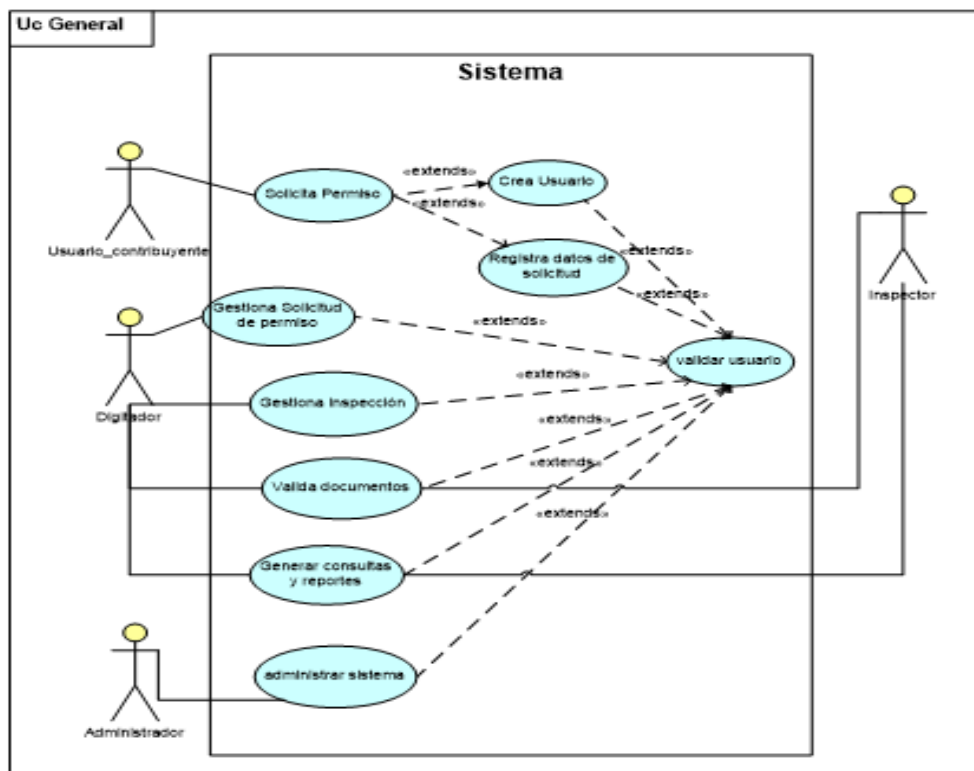 Uc General
Sistema
Usuario_contribuyente
Solicita Permiso
«extends»
«extends»
Crea Usuario
Registra datos de
solicitud
«extends»
«extends»
Inspector
Digitador
Gestiona Solicitud
de permiso
«extends»
validar usuario
Gestiona Inspección
«extends»
Valida documentos
«extends»
Generar consultas
y reportes
«extends»
«extends»
Administrador
administrar sistema